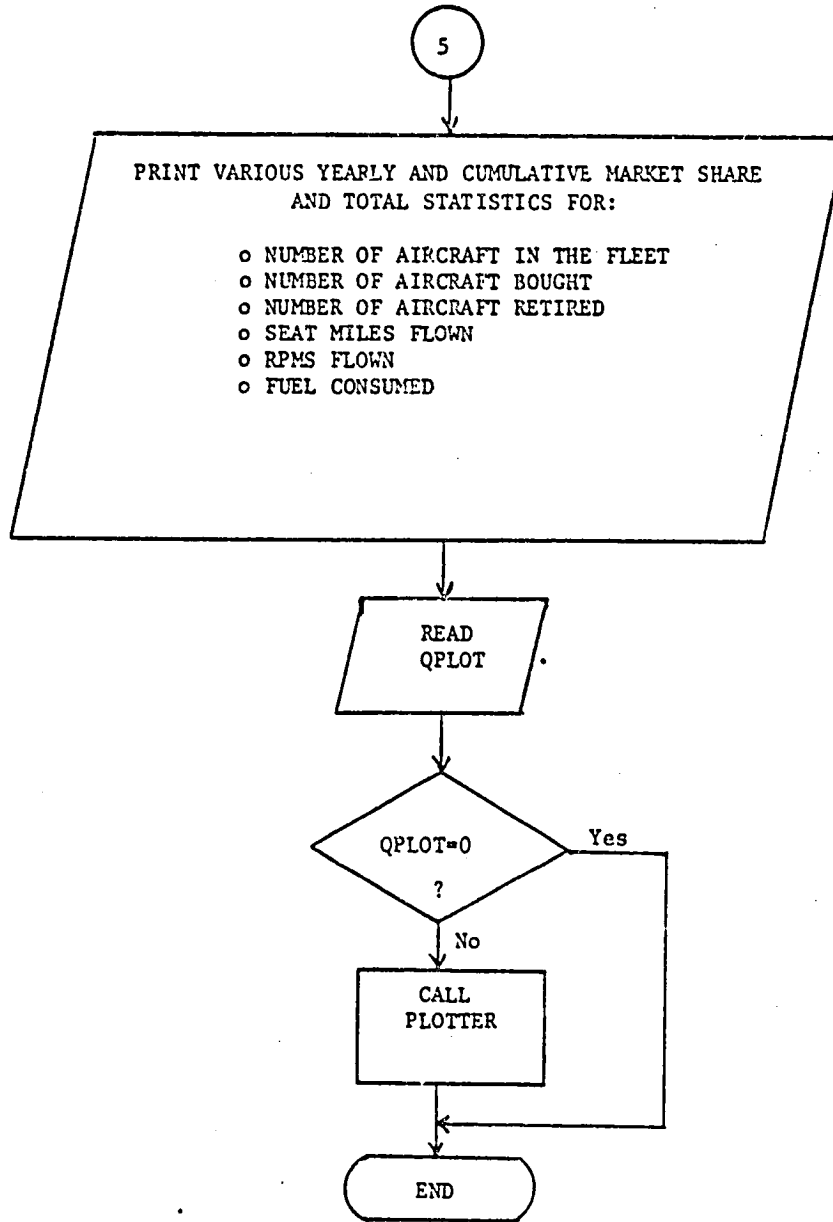 5
PRINT VARIOUS YEARLY AND CUMULATIVE MARKET SHARE
AND TOTAL STATISTICS FOR:
o NUMBER OF AIRCRAFT IN THE FLEET
o NUMBER OF AIRCRAFT BOUGHT
o NUMBER OF AIRCRAFT RETIRED
o SEAT MILES FLOWN
o RPMS FLOWN
o FUEL CONSUMED
READ
QPLOT
QPLOT=0
?
Yes
No
CALL
PLOTTER
END